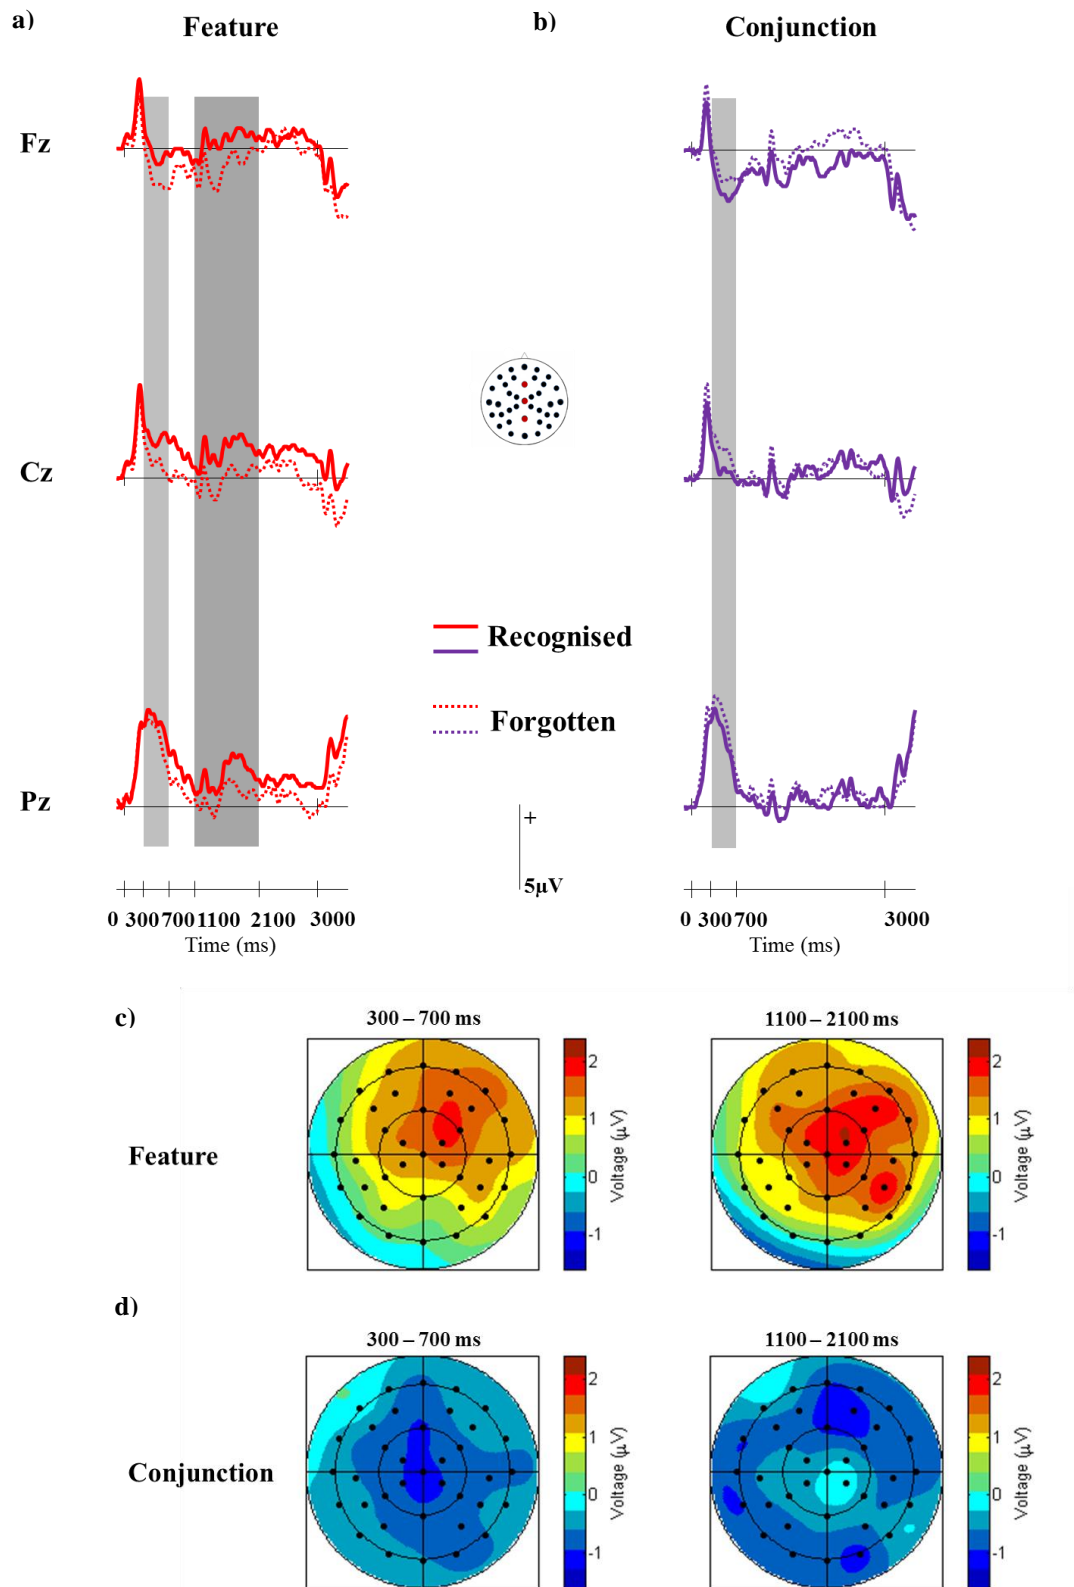 a)
Feature
b)
Conjunction
Fz
Cz
Recognised
Forgotten
Pz
+
5μV
0 300 700 1100 2100 3000
Time (ms)
0 300 700 3000
Time (ms)
c)
300 – 700 ms
1100 – 2100 ms
Feature
2
1
0
-1
Voltage (μV)
2
1
0
-1
Voltage (μV)
d)
300 – 700 ms
1100 – 2100 ms
Conjunction
2
1
0
-1
Voltage (μV)
2
1
0
-1
Voltage (μV)